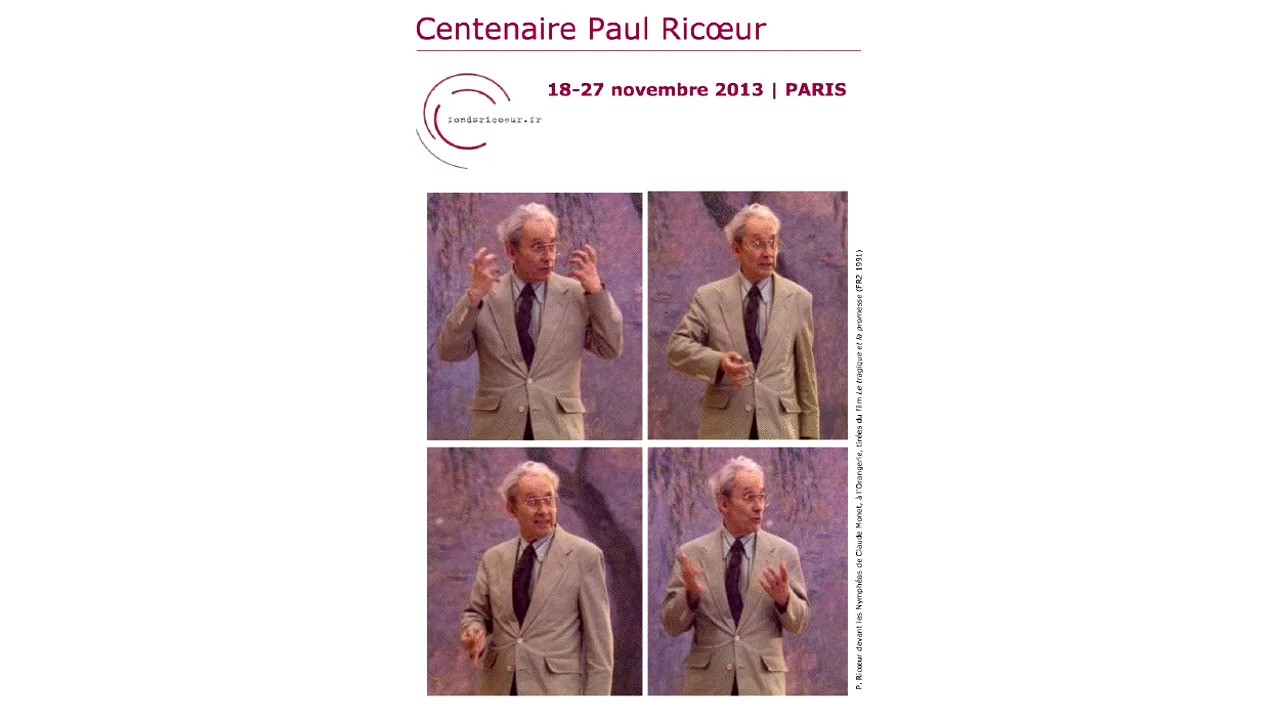 Centenaire Paul Ricœur
18-27 novembre 2013 | PARIS
fondsricoeur.fr
P. Ricœur devant les Nymphéas de Claude Monet, à l'Orangerie, tirées du film Le tragique et la promesse (FR2 1991)